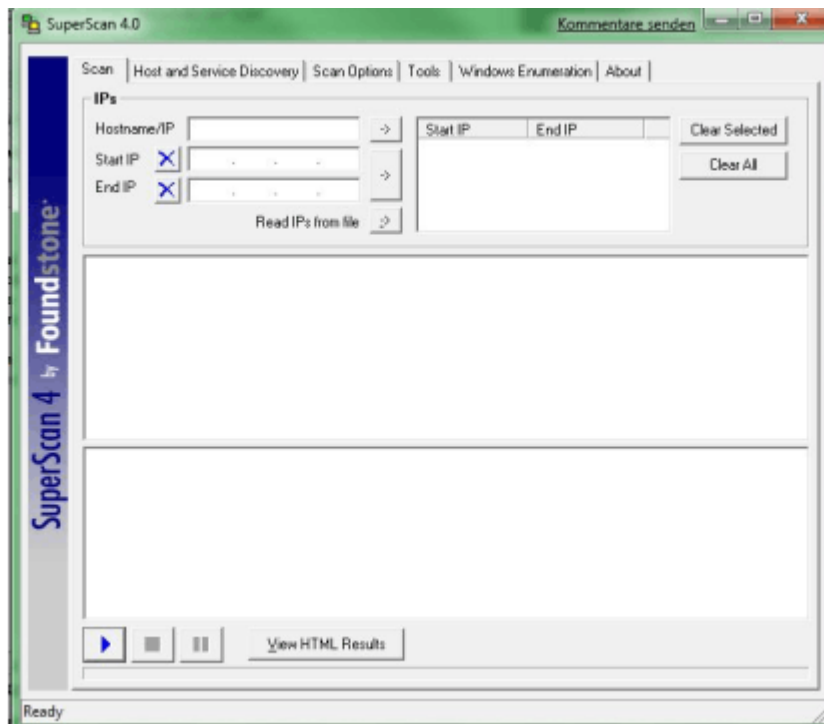 SuperScan 4.0
Kommentare senden
Scan Host and Service Discovery Scan Options Tools Windows Enumeration About
IPs
Hostname/IP
->
Start IP End IP
Clear Selected
Start IP
->
Clear All
End IP
Read IPs from file
->
SuperScan 4 by Foundstone
View HTML Results
Ready